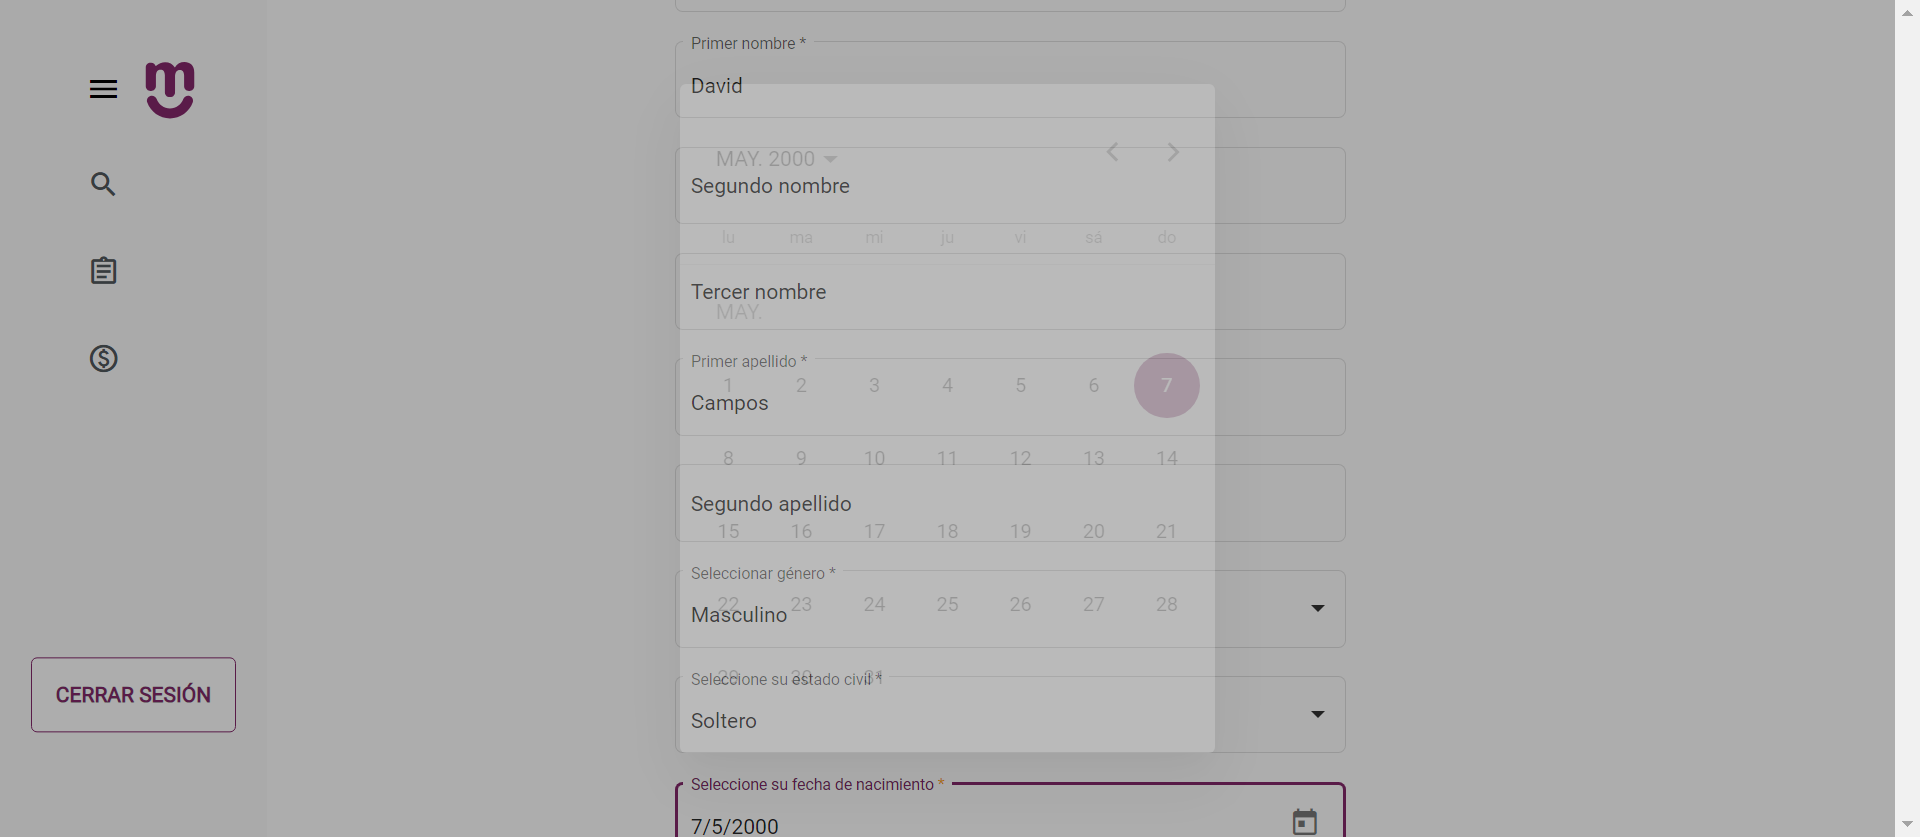 Primer nombre *
David
MAY. 2000
Segundo nombre
lu ma mi ju vi sá do
Tercer nombre
MAY.
Primer apellido *
1 2 3 4 5 6 7
Campos
8 9 10 11 12 13 14
Segundo apellido
15 16 17 18 19 20 21
Seleccionar género *
22 23 24 25 26 27 28
Masculino
29 30 31
Seleccione su estado civil *
CERRAR SESIÓN
Soltero
Seleccione su fecha de nacimiento *
7/5/2000